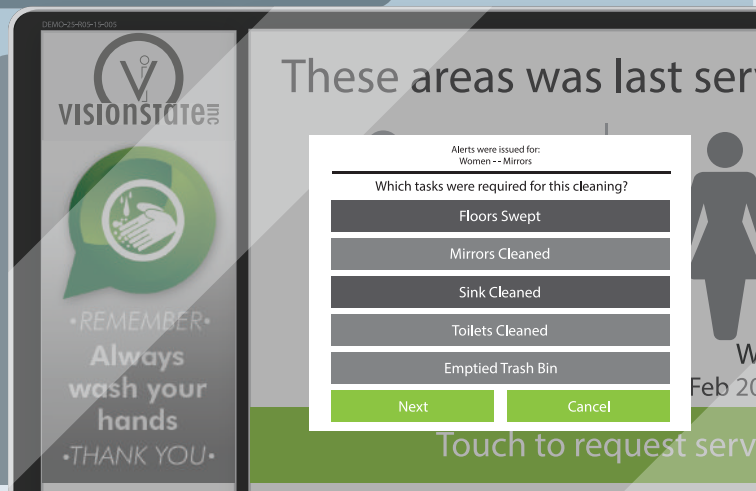 DEMO-25-R05-15-005
VISIONSTATE inc
These areas was last ser
Alerts were issued for:
Women - - Mirrors
Which tasks were required for this cleaning?
Floors Swept
Mirrors Cleaned
Sink Cleaned
Toilets Cleaned
Emptied Trash Bin
Next
Cancel
•REMEMBER•
Always
wash your
hands
•THANK YOU•
W
Feb 20
Touch to request serv